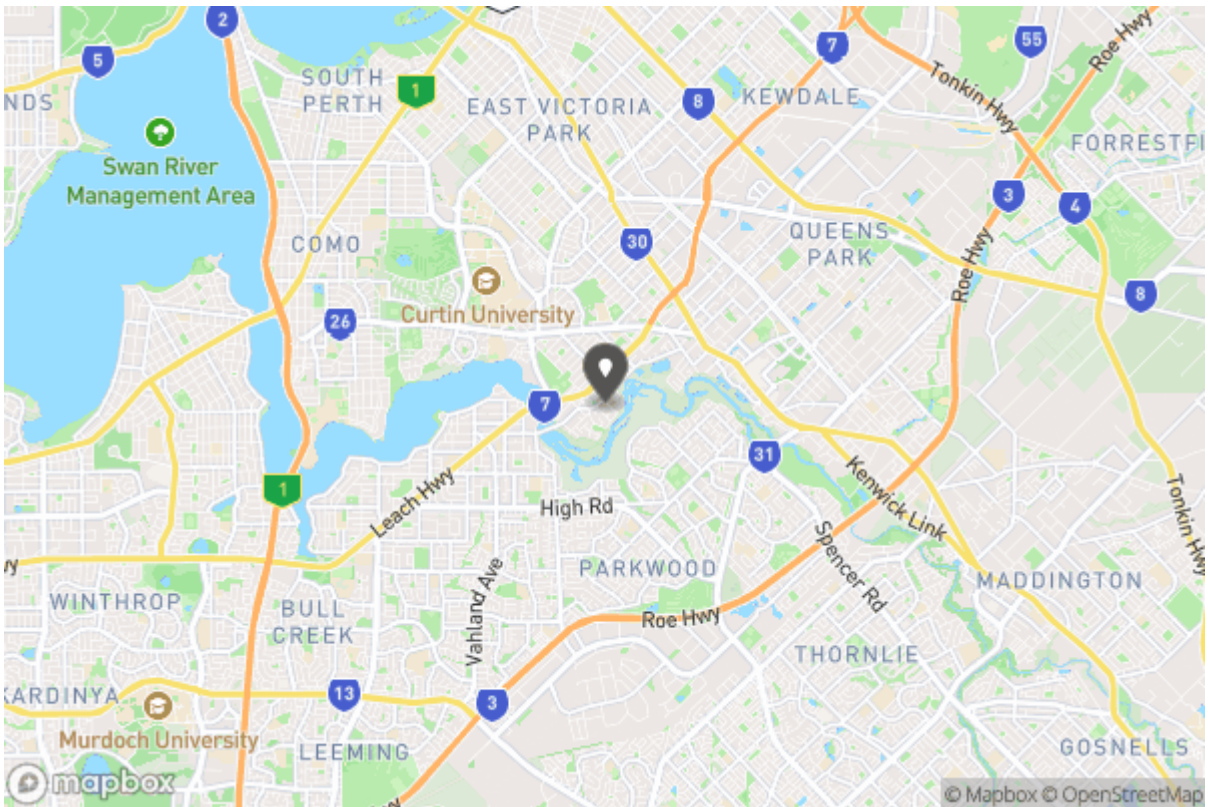 2
5
SOUTH
PERTH
1
EAST VICTORIA
PARK
8
KEWDALE
7
55
Roe Hwy
Tonkin Hwy
NDS
Swan River
Management Area
FORRESTFI
3
4
COMO
30
QUEENS
PARK
Roe Hwy
8
Curtin University
26
7
31
1
Leach Hwy
High Rd
Kenwick Link
Tonkin Hwy
Spencer Rd
Vahland Ave
PARKWOOD
MADDINGTON
WINTHROP
BULL
CREEK
Roe Hwy
THORNLIE
KARDINYA
13
3
Murdoch University
LEEMING
GOSNELLS
mapbox
© Mapbox © OpenStreetMap